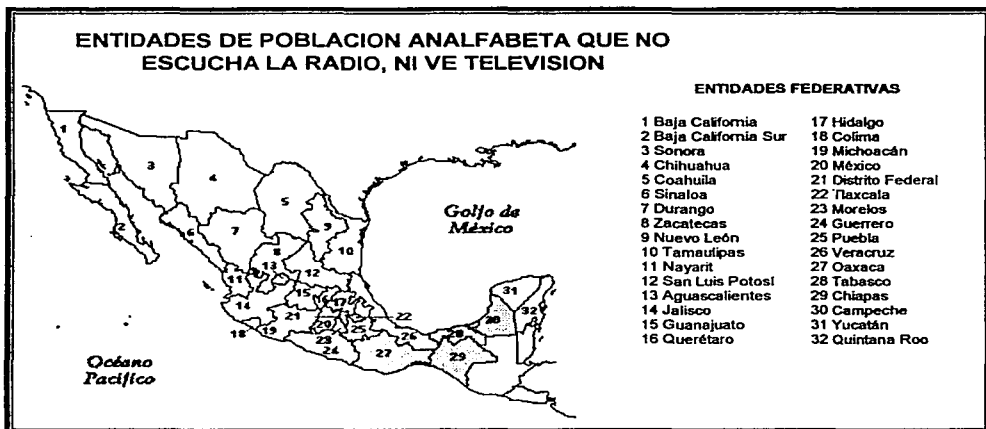 ENTIDADES DE POBLACION ANALFABETA QUE NO
ESCUCHA LA RADIO, NI VE TELEVISION
ENTIDADES FEDERATIVAS
1 Baja California
2 Baja California Sur
3 Sonora
4 Chihuahua
5 Coahuila
6 Sinaloa
7 Durango
8 Zacatecas
9 Nuevo León
10 Tamaulipas
11 Nayarit
12 San Luis Potosí
13 Aguascalientes
14 Jalisco
15 Guanajuato
16 Querétaro
17 Hidalgo
18 Colima
19 Michoacán
20 México
21 Distrito Federal
22 Tlaxcala
23 Morelos
24 Guerrero
25 Puebla
26 Veracruz
27 Oaxaca
28 Tabasco
29 Chiapas
30 Campeche
31 Yucatán
32 Quintana Roo
Golfo de
México
Océano
Pacífico
1
3
4
5
2
6
7
9
8
10
13
12
11
15
17
31
32
14
21
22
25
26
18
19
24
27
29